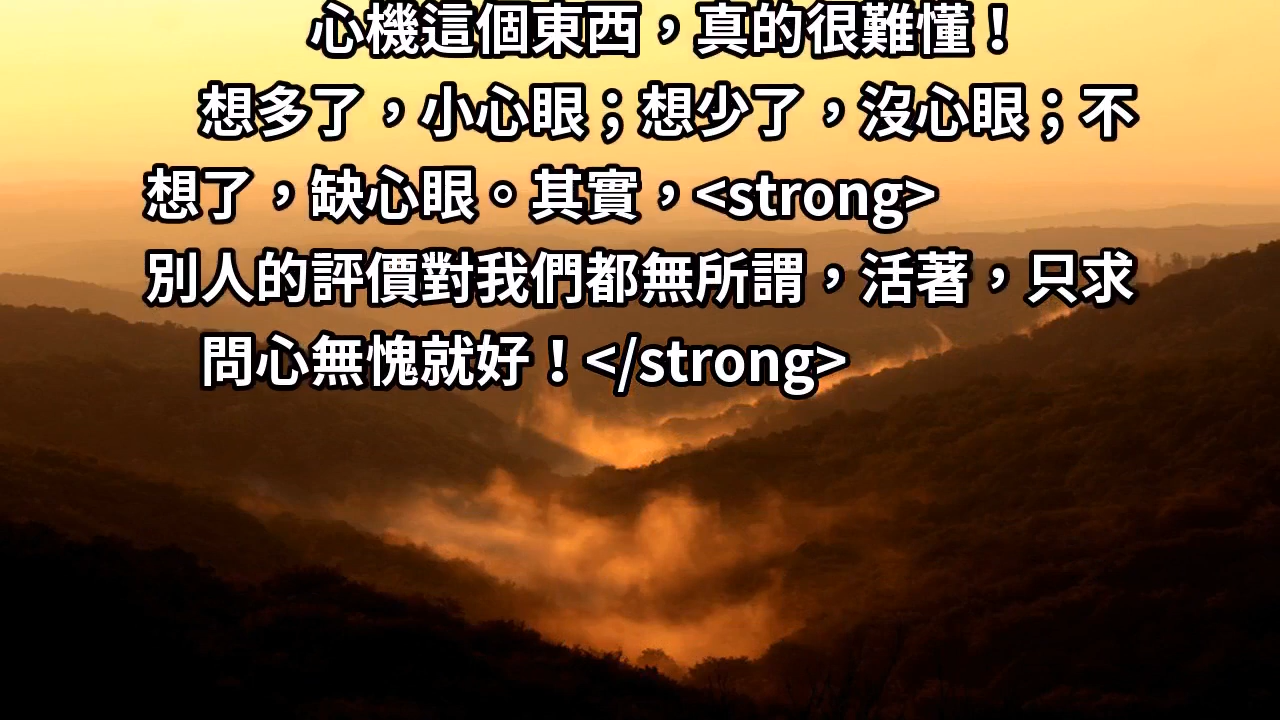 心機這個東西，真的很難懂！
想多了，小心眼；想少了，沒心眼；不
想了，缺心眼。其實，<strong>
別人的評價對我們都無所謂，活著，只求
問心無愧就好！</strong>